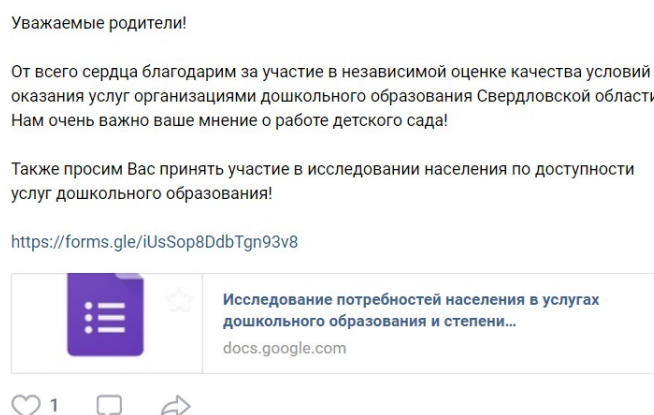 Уважаемые родители!
От всего сердца благодарим за участие в независимой оценке качества условий
оказания услуг организациями дошкольного образования Свердловской области
Нам очень важно ваше мнение о работе детского сада!
Также просим Вас принять участие в исследовании населения по доступности
услуг дошкольного образования!
https://forms.gle/iUsSop8DdbTgn93v8
Исследование потребностей населения в услугах
дошкольного образования и степени...
docs.google.com
1